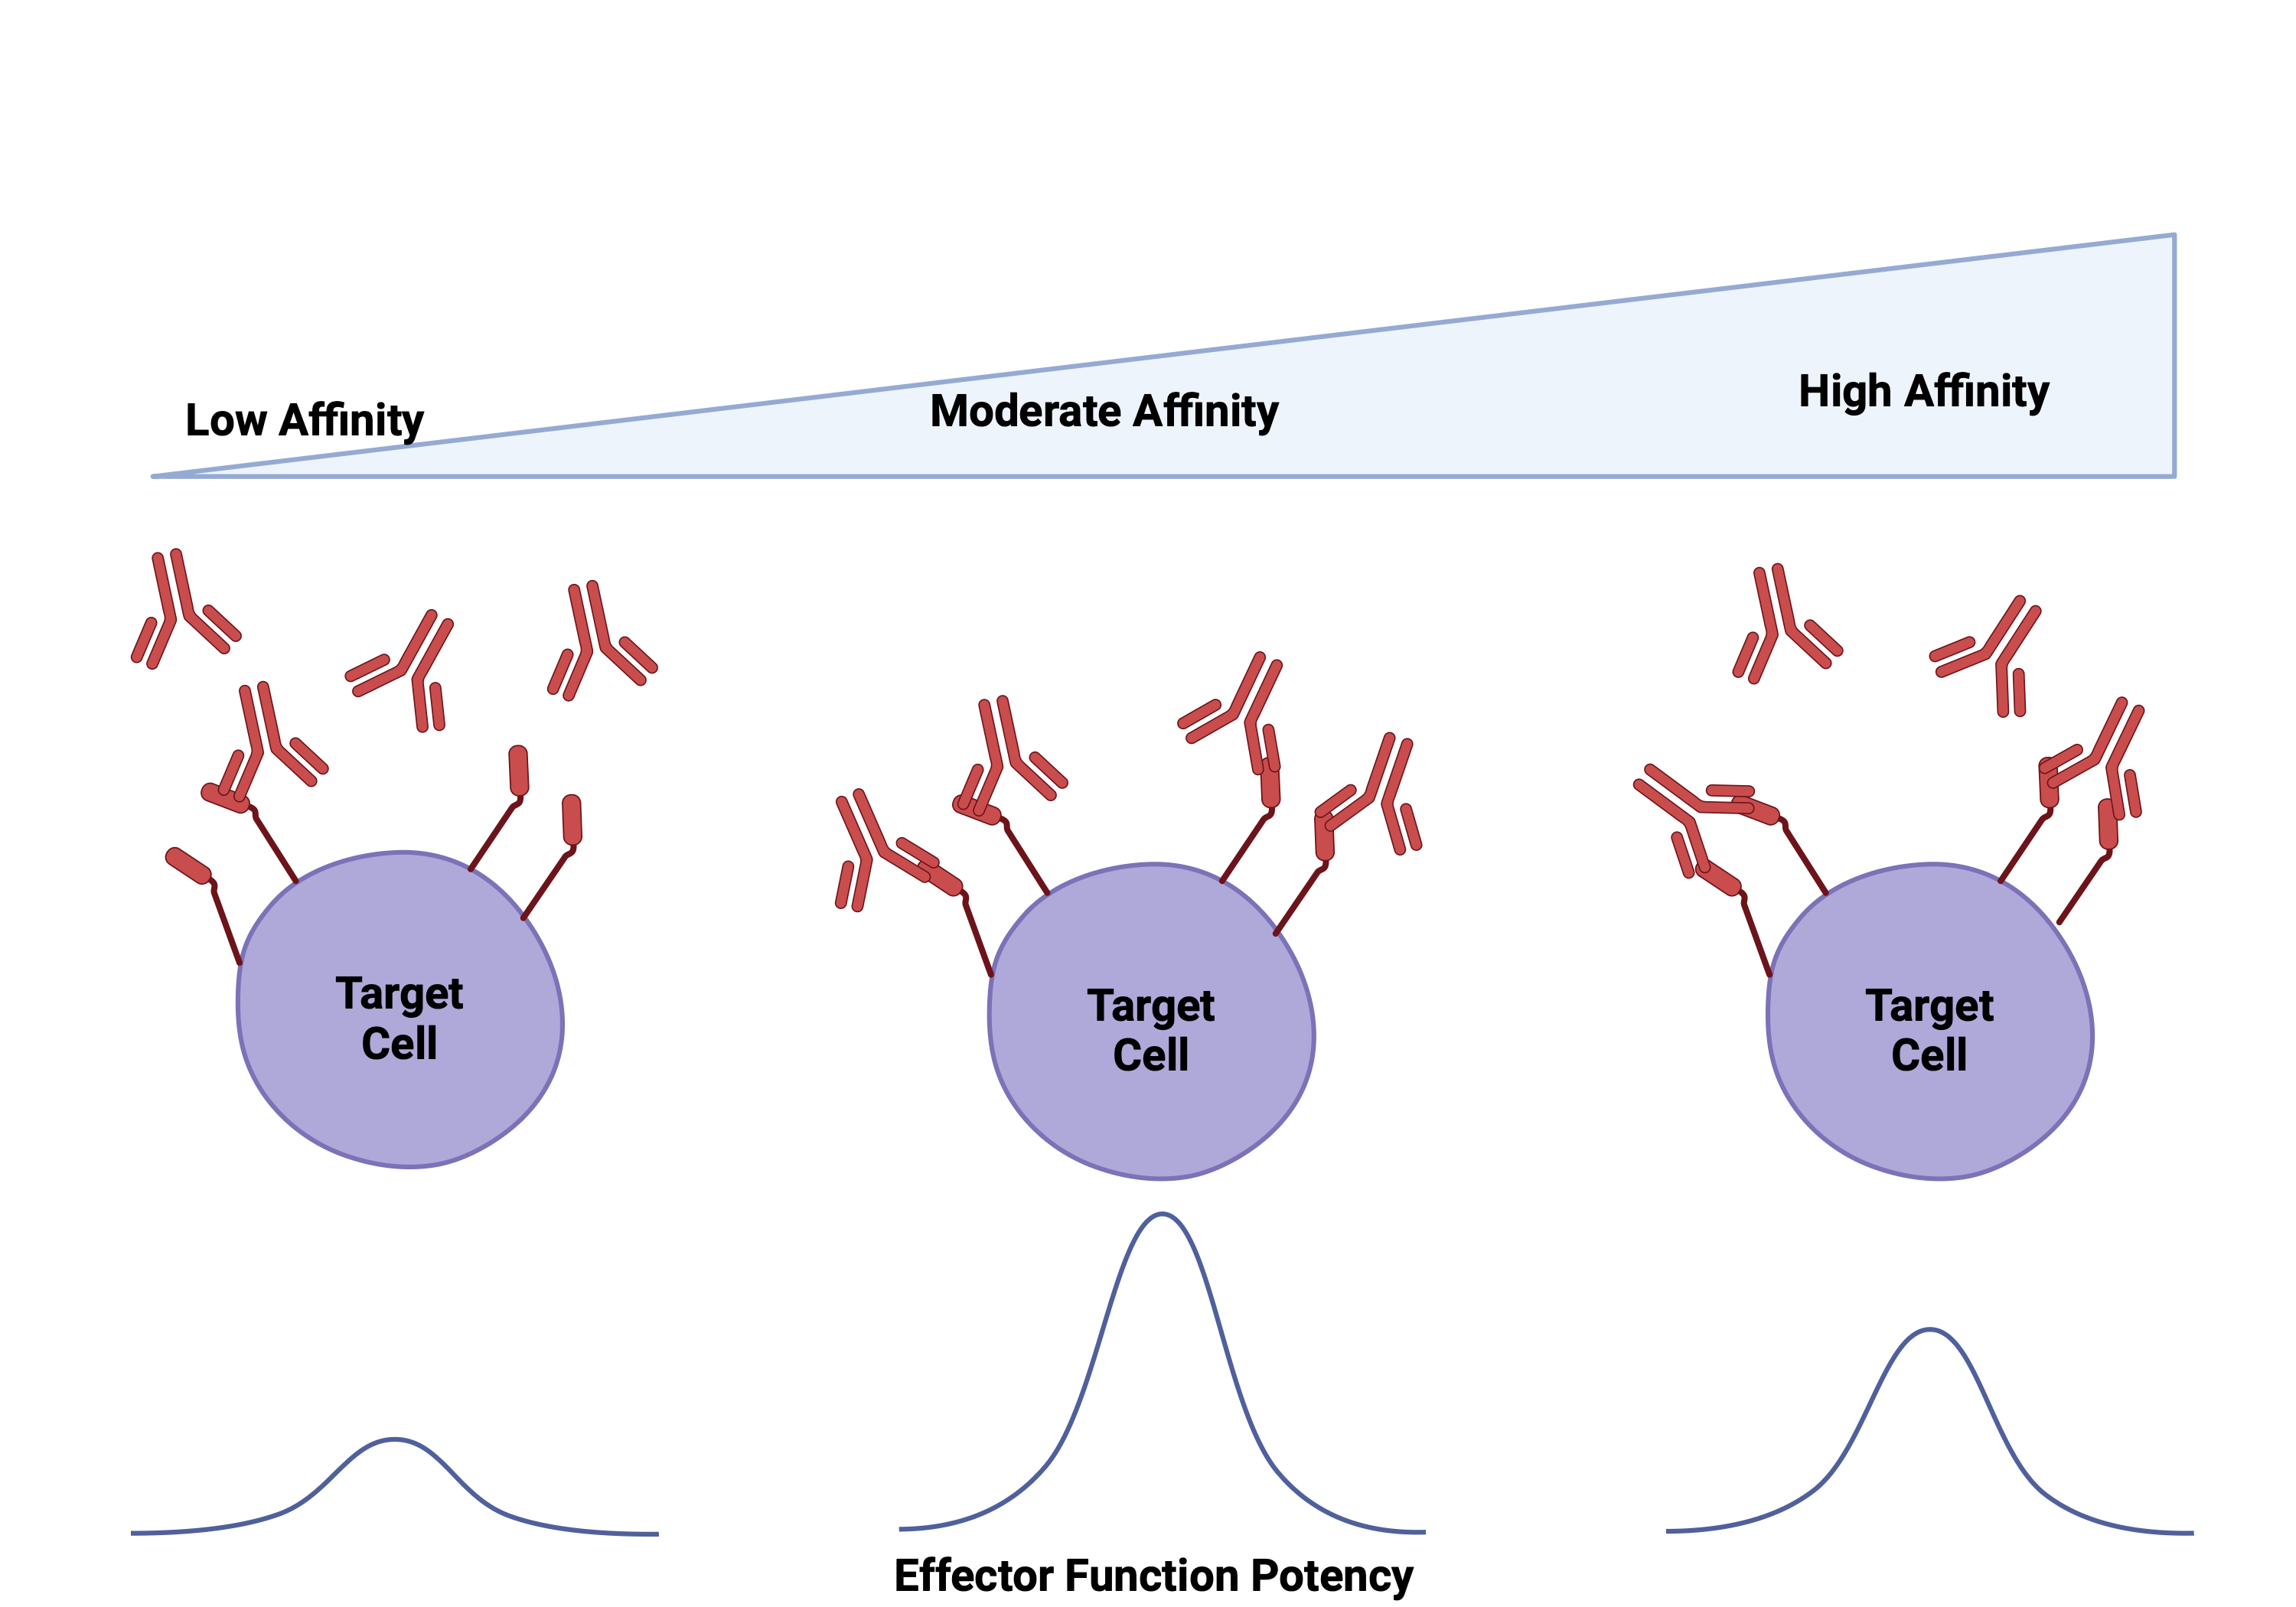 Low Affinity
Moderate Affinity
High Affinity
Target
Cell
Target
Cell
Target
Cell
Effector Function Potency